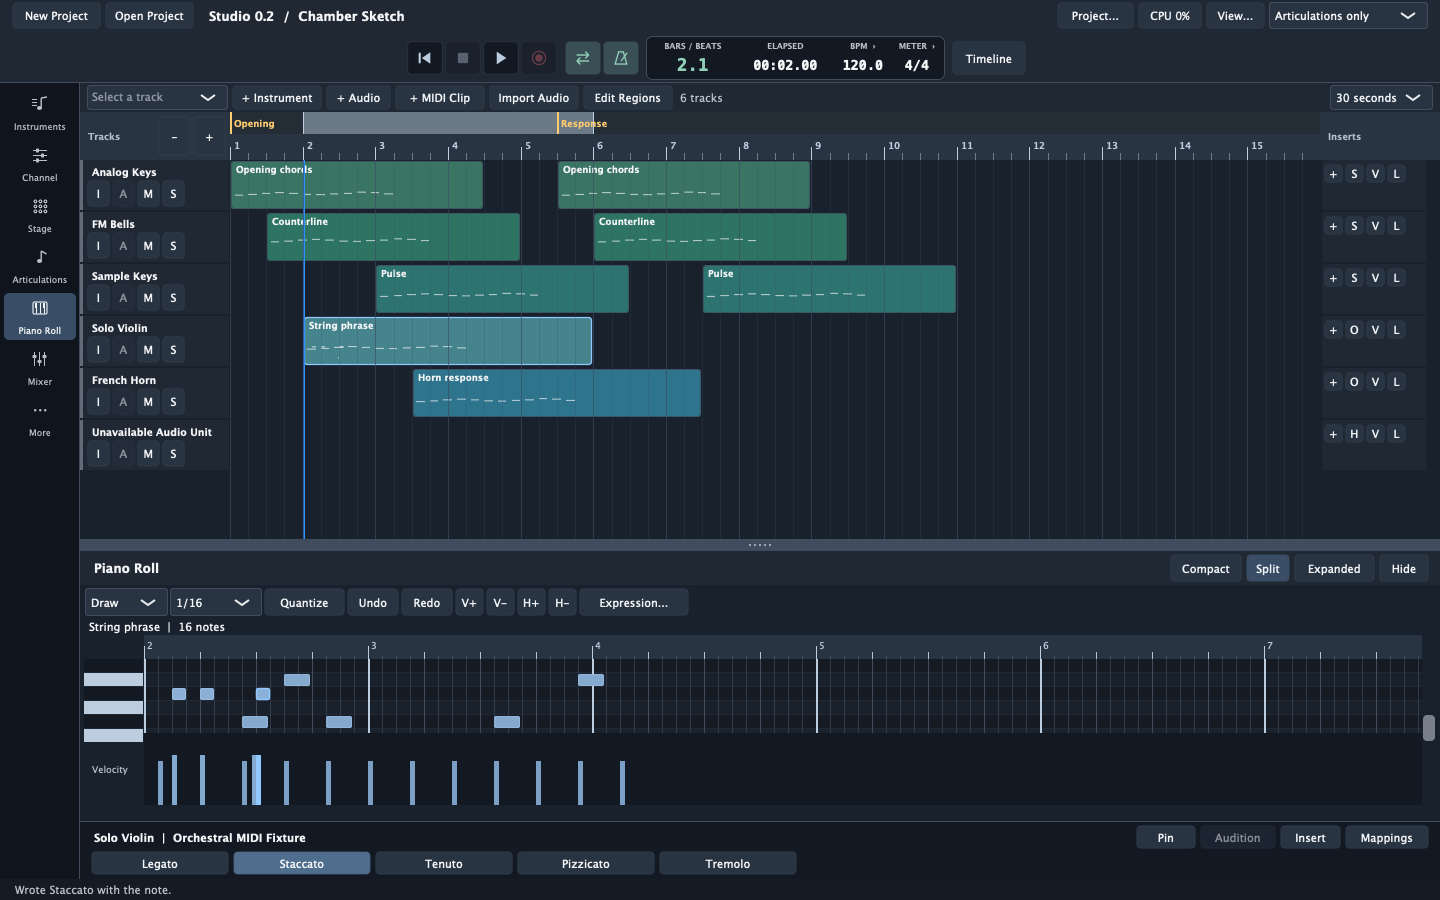 New Project Open Project Studio 0.2 / Chamber Sketch Project... CPU 0% View... Articulations only
BARS / BEATS ELAPSED BPM › METER ›
2.1 00:02.00 120.0 4/4 Timeline
Select a track + Instrument + Audio + MIDI Clip Import Audio Edit Regions 6 tracks 30 seconds
Instruments
Channel
Stage
Articulations
Piano Roll
Mixer
More
Opening Response
Tracks - + Inserts
1 2 3 4 5 6 7 8 9 10 11 12 13 14 15
Analog Keys Opening chords Opening chords
I A M S + S V L
FM Bells Counterline Counterline
I A M S + S V L
Sample Keys Pulse Pulse
I A M S + S V L
Solo Violin String phrase
I A M S + O V L
French Horn Horn response
I A M S + O V L
Unavailable Audio Unit
I A M S + H V L
Piano Roll Compact Split Expanded Hide
Draw 1/16 Quantize Undo Redo V+ V– H+ H– Expression...
String phrase | 16 notes
2 3 4 5 6 7
Velocity
Solo Violin | Orchestral MIDI Fixture Pin Audition Insert Mappings
Legato Staccato Tenuto Pizzicato Tremolo
Wrote Staccato with the note.